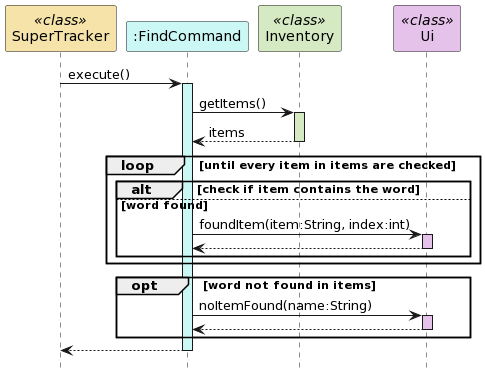 «class»
SuperTracker
:FindCommand
«class»
Inventory
«class»
Ui
execute()
getItems()
items
loop [until every item in items are checked]
alt [check if item contains the word]
[word found]
foundItem(item:String, index:int)
opt [word not found in items]
noItemFound(name:String)